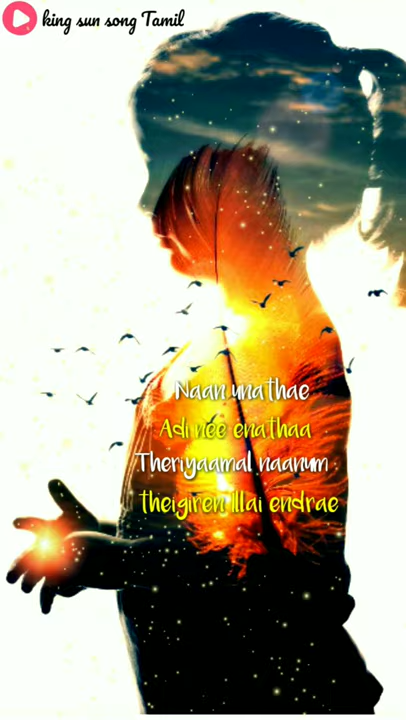 king sun song Tamil
Naan unathae
Adi nee enathaa
Theriyaamal naanum
theigiren Illai endrae